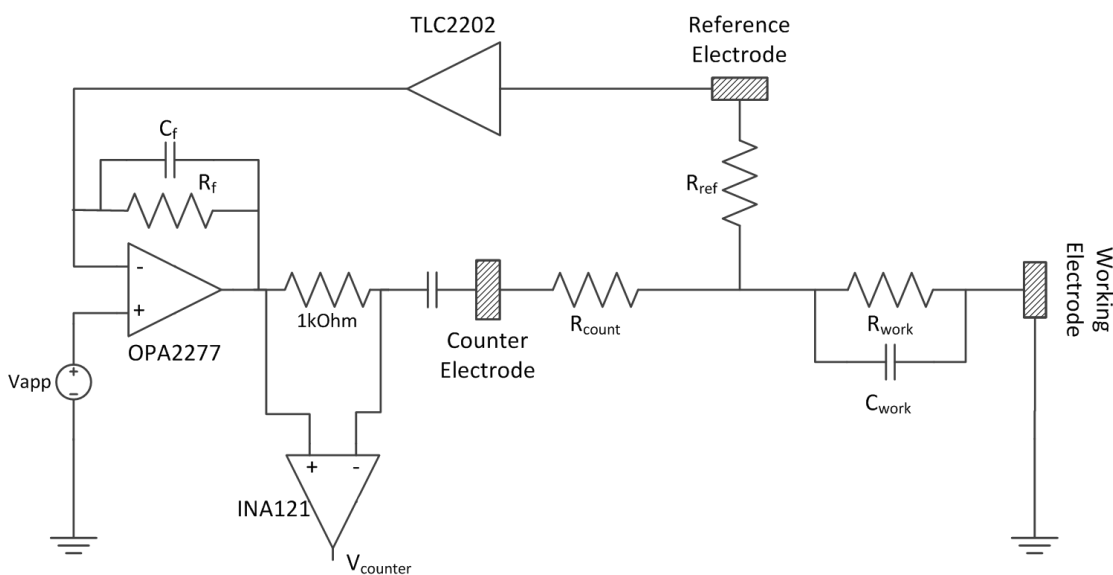 TLC2202
Reference
Electrode
Cf
Rf
Rref
-
+
OPA2277
1kOhm
Counter
Electrode
Rcount
Rwork
Cwork
Working
Electrode
Vapp
+
-
+ -
INA121
Vcounter